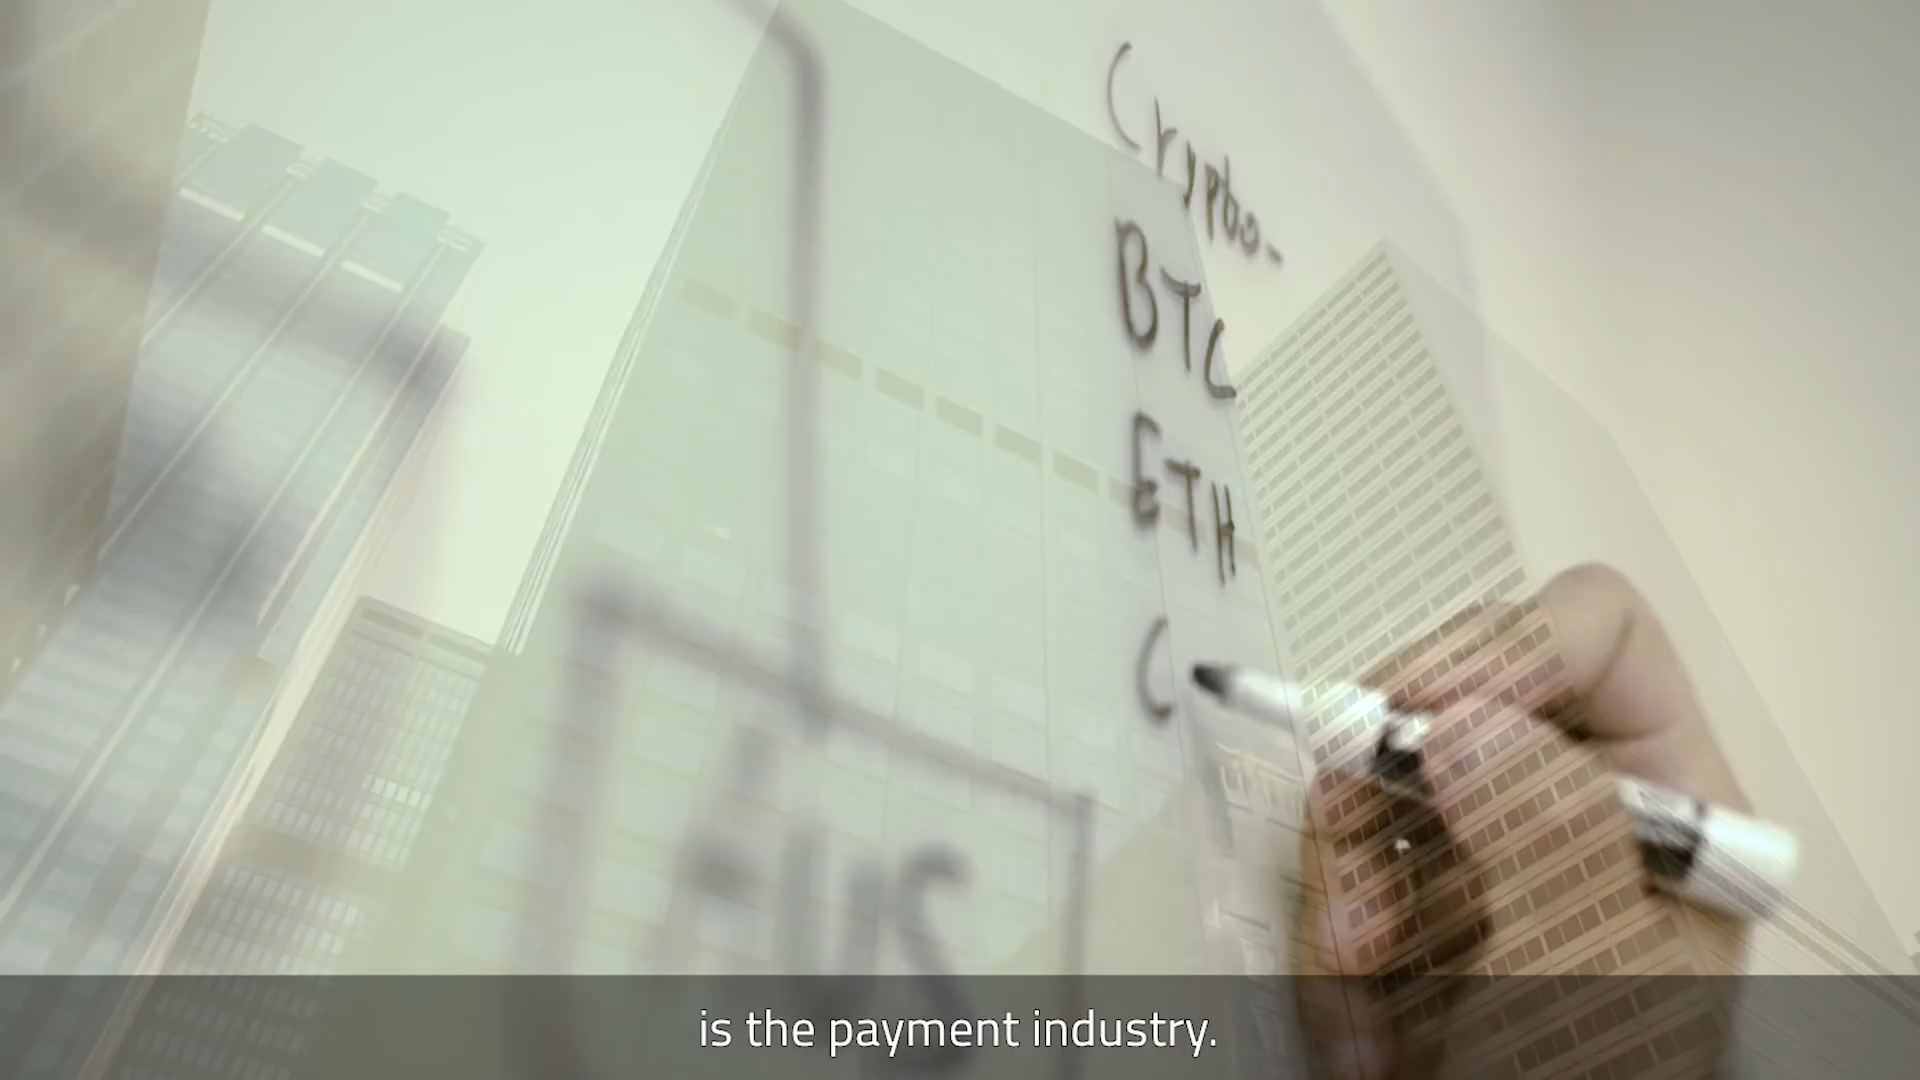 Crypto-
BTC
ETH
C
is the payment industry.